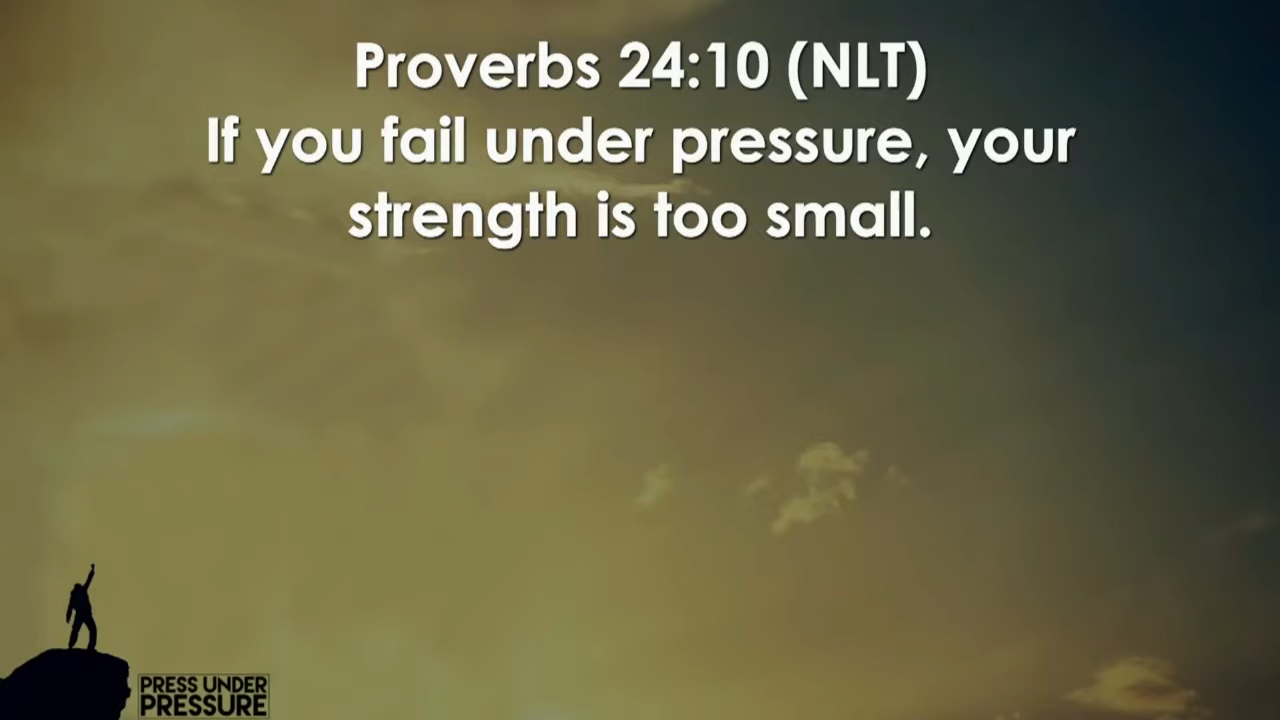 Proverbs 24:10 (NLT)
If you fail under pressure, your
strength is too small.
PRESS UNDER
PRESSURE